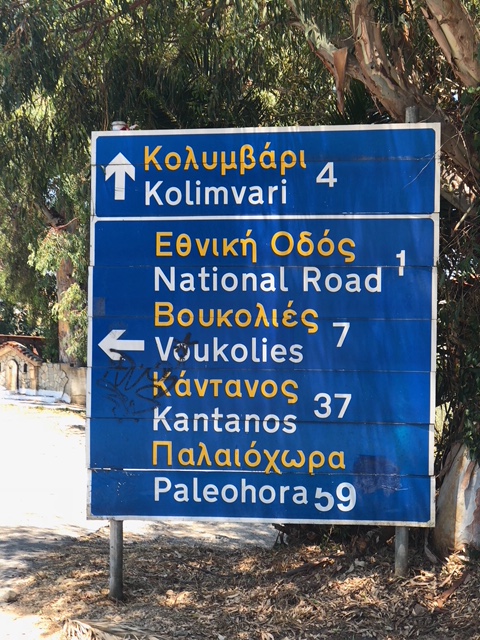 Κολυμβάρι
Kolimvari 4
Εθνική Οδός
National Road 1
Βουκολιές
Voukolies 7
Κάντανος
Kantanos 37
Παλαιόχωρα
Paleohora 59